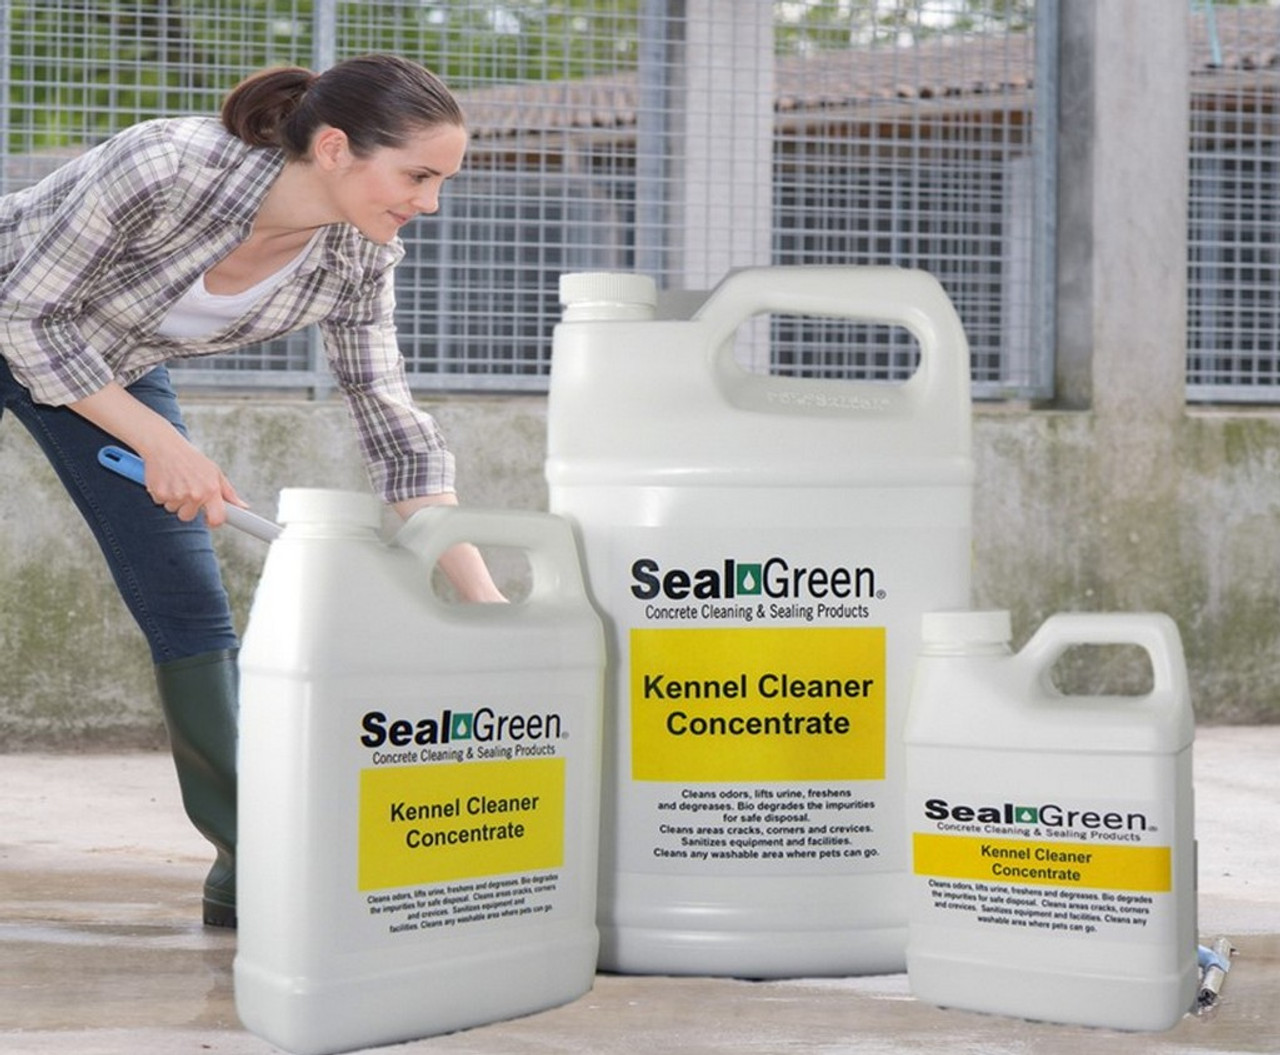 Seal Green®
Concrete Cleaning & Sealing Products
Kennel Cleaner
Concentrate
Cleans odors, lifts urine, freshens and degreases. Bio degrades
the impurities for safe disposal. Cleans areas cracks, corners
and crevices. Sanitizes equipment and
facilities. Cleans any washable area where pets can go.
Seal Green®
Concrete Cleaning & Sealing Products
Kennel Cleaner
Concentrate
Cleans odors, lifts urine, freshens
and degreases. Bio degrades the impurities
for safe disposal.
Cleans areas cracks, corners and crevices.
Sanitizes equipment and facilities.
Cleans any washable area where pets can go.
Seal Green®
Concrete Cleaning & Sealing Products
Kennel Cleaner
Concentrate
Cleans odors, lifts urine, freshens and degreases. Bio degrades
the impurities for safe disposal. Cleans areas cracks, corners
and crevices. Sanitizes equipment and facilities. Cleans any
washable area where pets can go.